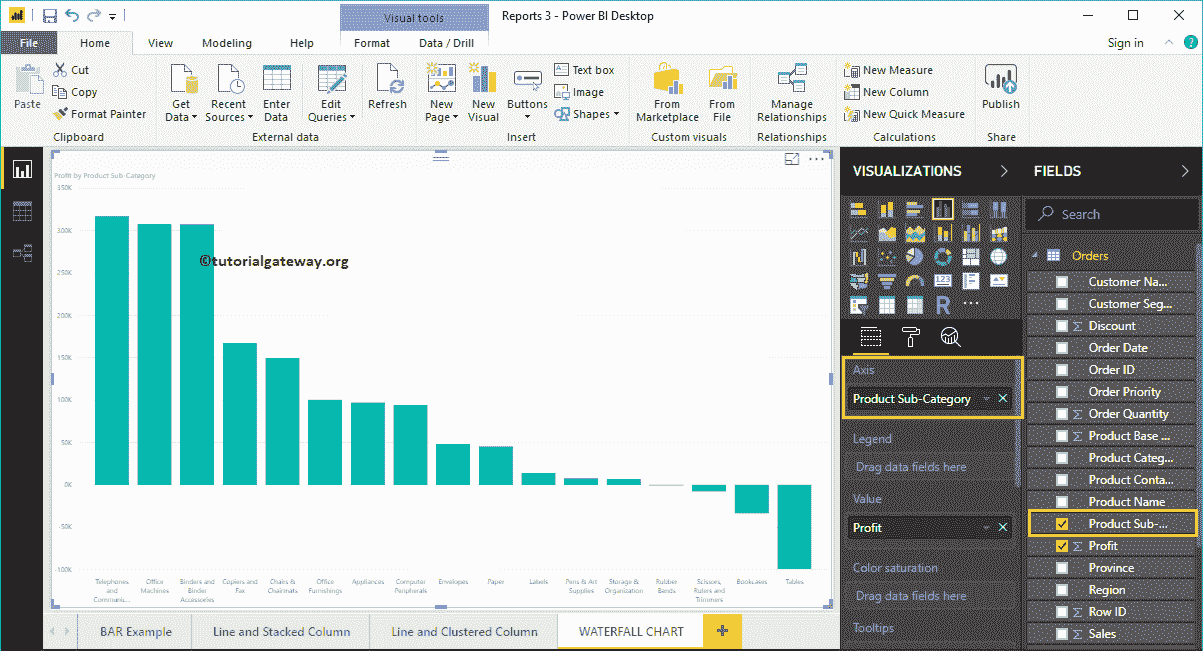 Visual tools
Reports 3 - Power BI Desktop
File
Home
View
Modeling
Help
Format
Data / Drill
Sign in
?
Paste
Cut
Copy
Format Painter
Clipboard
Get
Data
Recent
Sources
Enter
Data
Edit
Queries
External data
Refresh
New
Page
New
Visual
Buttons
Text box
Image
Shapes
Insert
From
Marketplace
From
File
Custom visuals
Manage
Relationships
Relationships
New Measure
New Column
New Quick Measure
Calculations
Publish
Share
Profit by Product Sub-Category
350K
300K
250K
200K
150K
100K
50K
0K
-50K
-100K
©tutorialgateway.org
Telephones
and
Communic...
Office
Machines
Binders and
Binder
Accessories
Copiers and
Fax
Chairs &
Chairmats
Office
Furnishings
Appliances
Computer
Peripherals
Envelopes
Paper
Labels
Pens & Art
Supplies
Storage &
Organization
Rubber
Bands
Scissors,
Rulers and
Trimmers
Bookcases
Tables
BAR Example
Line and Stacked Column
Line and Clustered Column
WATERFALL CHART
VISUALIZATIONS
123
R
Axis
Product Sub-Category
Legend
Drag data fields here
Value
Profit
Color saturation
Drag data fields here
Tooltips
FIELDS
Search
Orders
Customer Na...
Customer Seg...
Discount
Order Date
Order ID
Order Priority
Order Quantity
Product Base ...
Product Categ...
Product Conta...
Product Name
Product Sub-...
Profit
Province
Region
Row ID
Sales